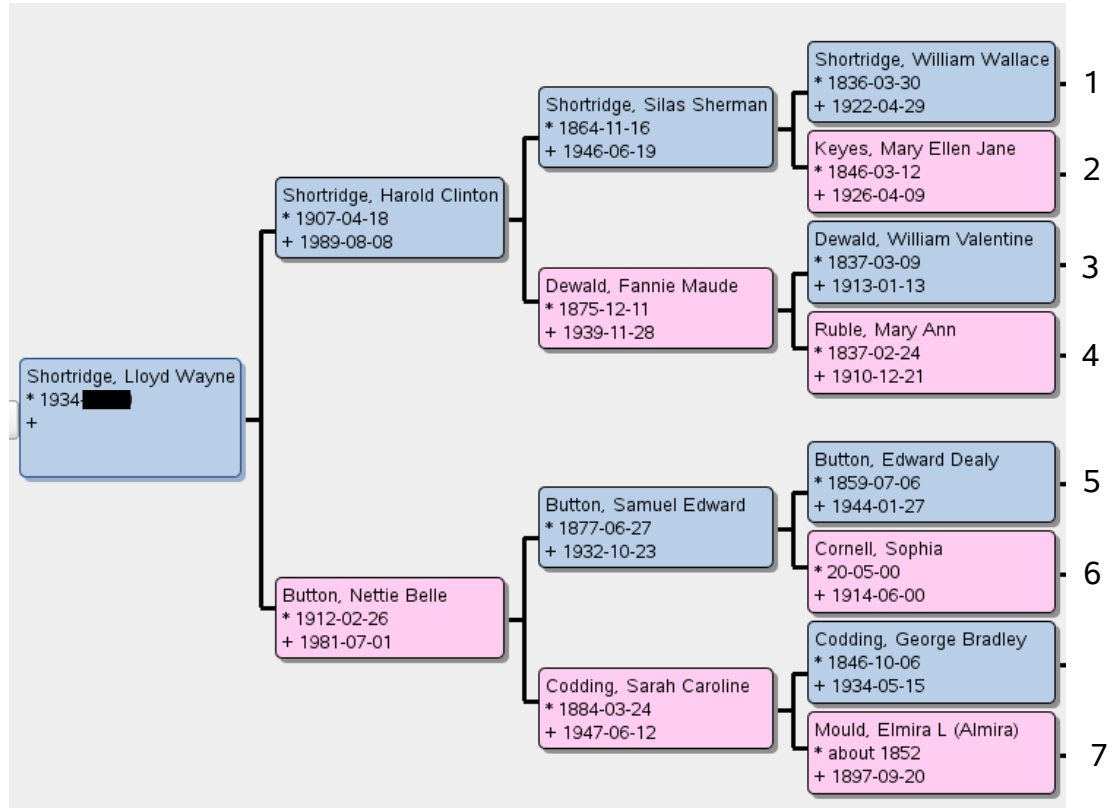 Shortridge, William Wallace
* 1836-03-30
+ 1922-04-29
1
Keyes, Mary Ellen Jane
* 1846-03-12
+ 1926-04-09
2
Shortridge, Silas Sherman
* 1864-11-16
+ 1946-06-19
Dewald, William Valentine
* 1837-03-09
+ 1913-01-13
3
Ruble, Mary Ann
* 1837-02-24
+ 1910-12-21
4
Dewald, Fannie Maude
* 1875-12-11
+ 1939-11-28
Shortridge, Harold Clinton
* 1907-04-18
+ 1989-08-08
Shortridge, Lloyd Wayne
* 1934-
+
Button, Edward Dealy
* 1859-07-06
+ 1944-01-27
5
Cornell, Sophia
* 20-05-00
+ 1914-06-00
6
Button, Samuel Edward
* 1877-06-27
+ 1932-10-23
Button, Nettie Belle
* 1912-02-26
+ 1981-07-01
Codding, George Bradley
* 1846-10-06
+ 1934-05-15
Codding, Sarah Caroline
* 1884-03-24
+ 1947-06-12
Mould, Elmira L (Almira)
* about 1852
+ 1897-09-20
7